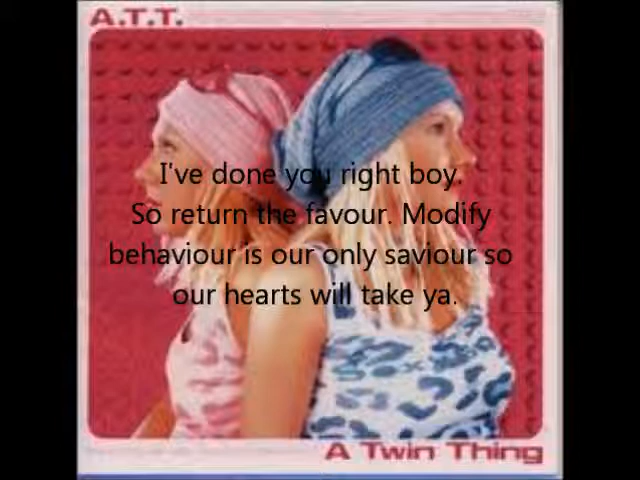 A.T.T.
I've done you right boy.
So return the favour. Modify
behaviour is our only saviour so
our hearts will take ya.
A Twin Thing